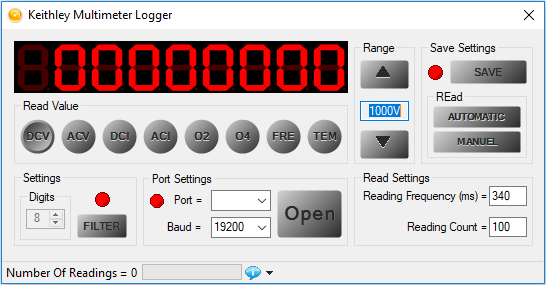 Keithley Multimeter Logger
00000000
Range
Save Settings
SAVE
1000V
REad
AUTOMATIC
MANUEL
Read Value
DCV ACV DCI ACI O2 O4 FRE TEM
Settings
Digits
8
FILTER
Port Settings
Port =
Baud = 19200
Open
Read Settings
Reading Frequency (ms) = 340
Reading Count = 100
Number Of Readings = 0